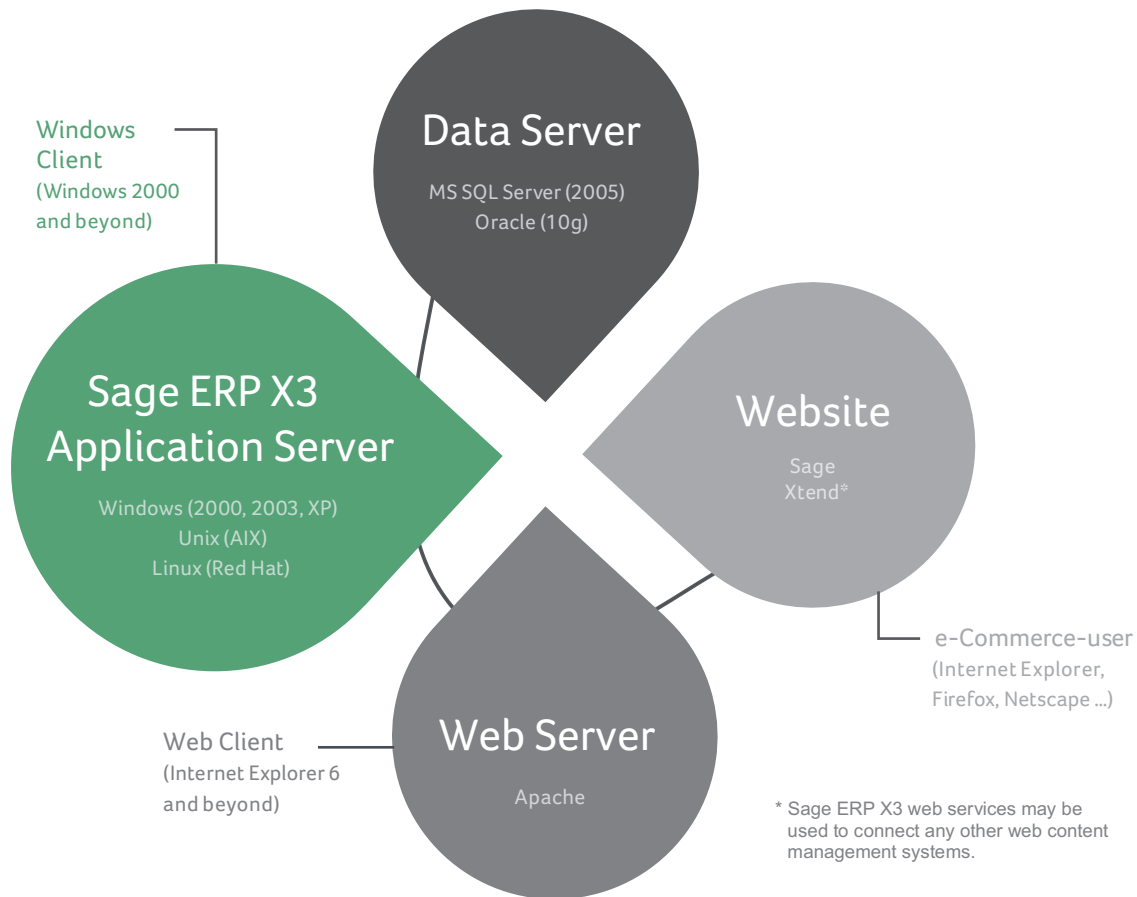 Data Server
MS SQL Server (2005)
Oracle (10g)
Windows
Client
(Windows 2000
and beyond)
Sage ERP X3
Application Server
Windows (2000, 2003, XP)
Unix (AIX)
Linux (Red Hat)
Website
Sage
Xtend*
e-Commerce-user
(Internet Explorer,
Firefox, Netscape ...)
Web Client
(Internet Explorer 6
and beyond)
Web Server
Apache
* Sage ERP X3 web services may be
used to connect any other web content
management systems.